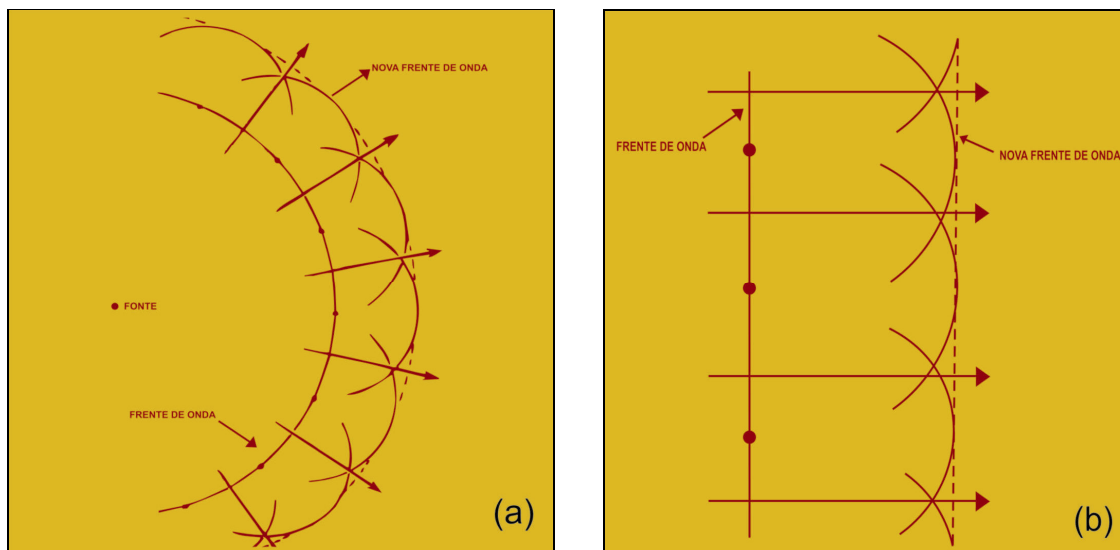 NOVA FRENTE DE ONDA
FONTE
FRENTE DE ONDA
(a)
FRENTE DE ONDA
NOVA FRENTE DE ONDA
(b)